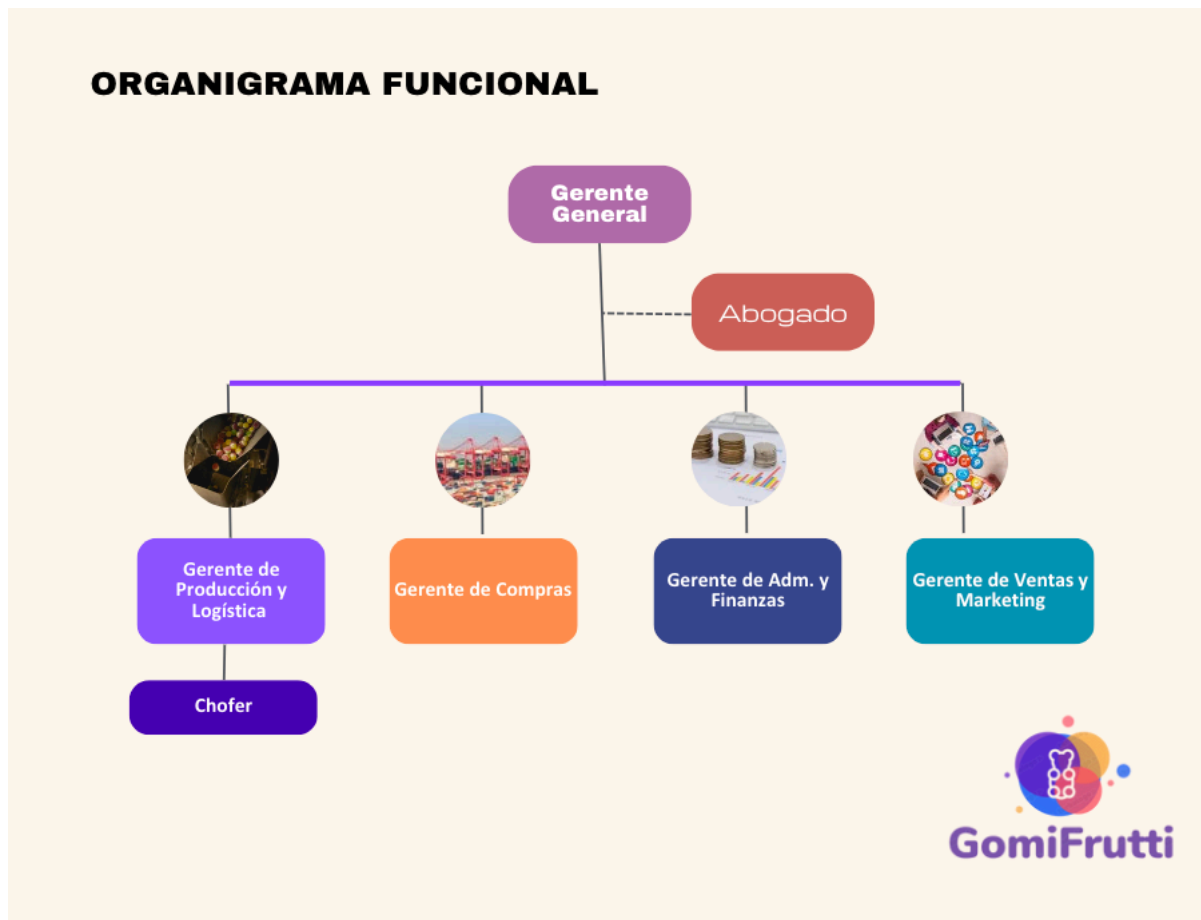 ORGANIGRAMA FUNCIONAL
Gerente
General
Abogado
Gerente de
Producción y
Logística
Gerente de Compras
Gerente de Adm. y
Finanzas
Gerente de Ventas y
Marketing
Chofer
GomiFrutti